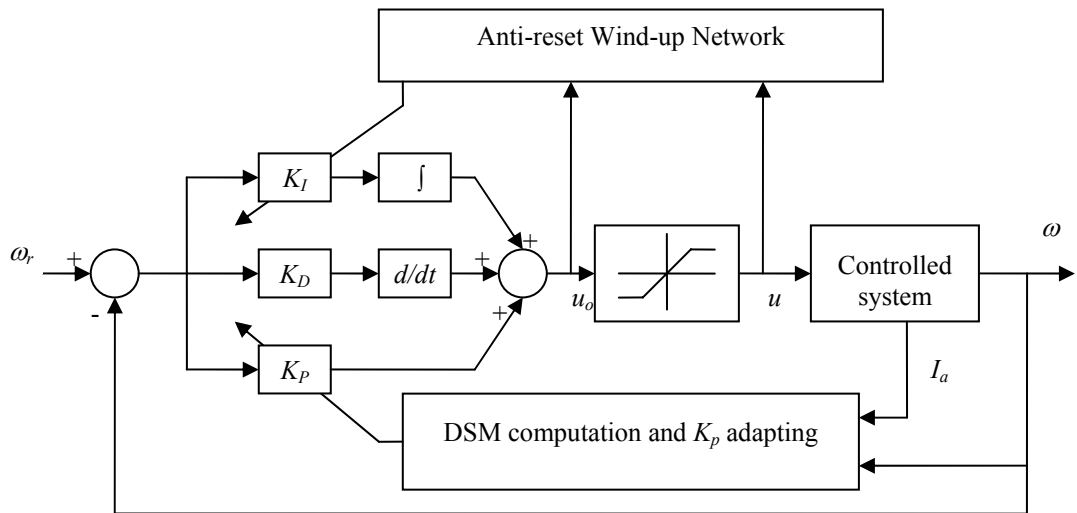 Anti-reset Wind-up Network
K_I
∫
+
ω_r
+
-
K_D
d/dt
+
u_o
u
Controlled
system
ω
+
K_P
I_a
DSM computation and K_p adapting